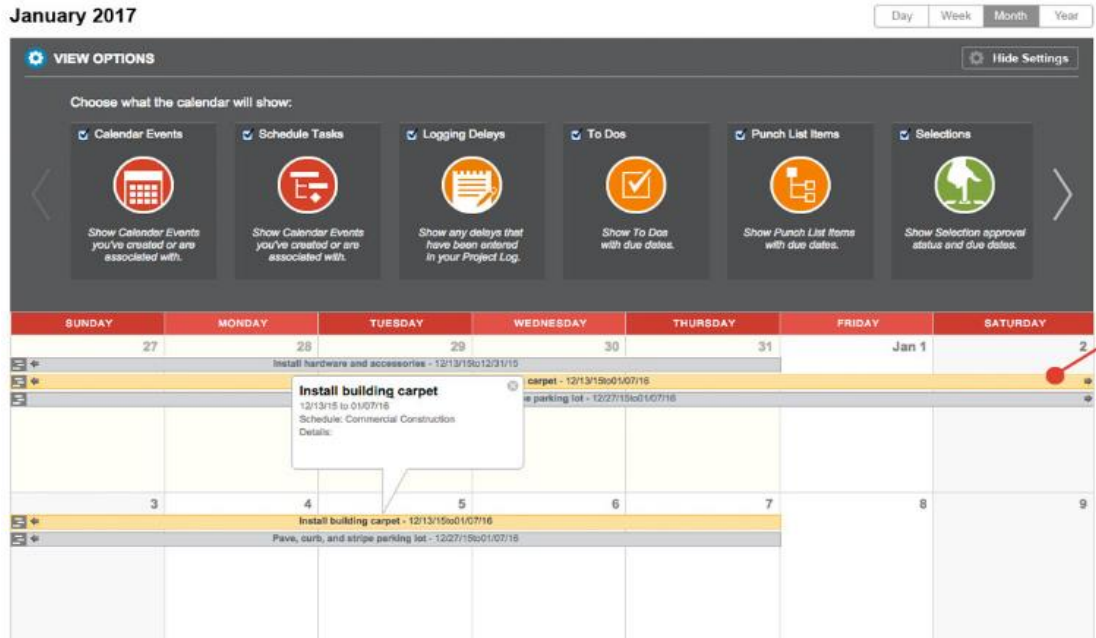 January 2017
Day Week Month Year
VIEW OPTIONS
Hide Settings
Choose what the calendar will show:
Calendar Events
Schedule Tasks
Logging Delays
To Dos
Punch List Items
Selections
Show Calendar Events
you've created or are
associated with.
Show Calendar Events
you've created or are
associated with.
Show any delays that
have been entered
in your Project Log.
Show To Dos
with due dates.
Show Punch List Items
with due dates.
Show Selection approval
status and due dates.
SUNDAY MONDAY TUESDAY WEDNESDAY THURSDAY FRIDAY SATURDAY
27 28 29 30 31 Jan 1 2
Install hardware and accessories - 12/13/15to12/31/15
carpet - 12/13/15to01/07/16
parking lot - 12/27/15to01/07/16
Install building carpet
12/13/15 to 01/07/16
Schedule: Commercial Construction
Details:
3 4 5 6 7 8 9
Install building carpet - 12/13/15to01/07/16
Pave, curb, and stripe parking lot - 12/27/15to01/07/16